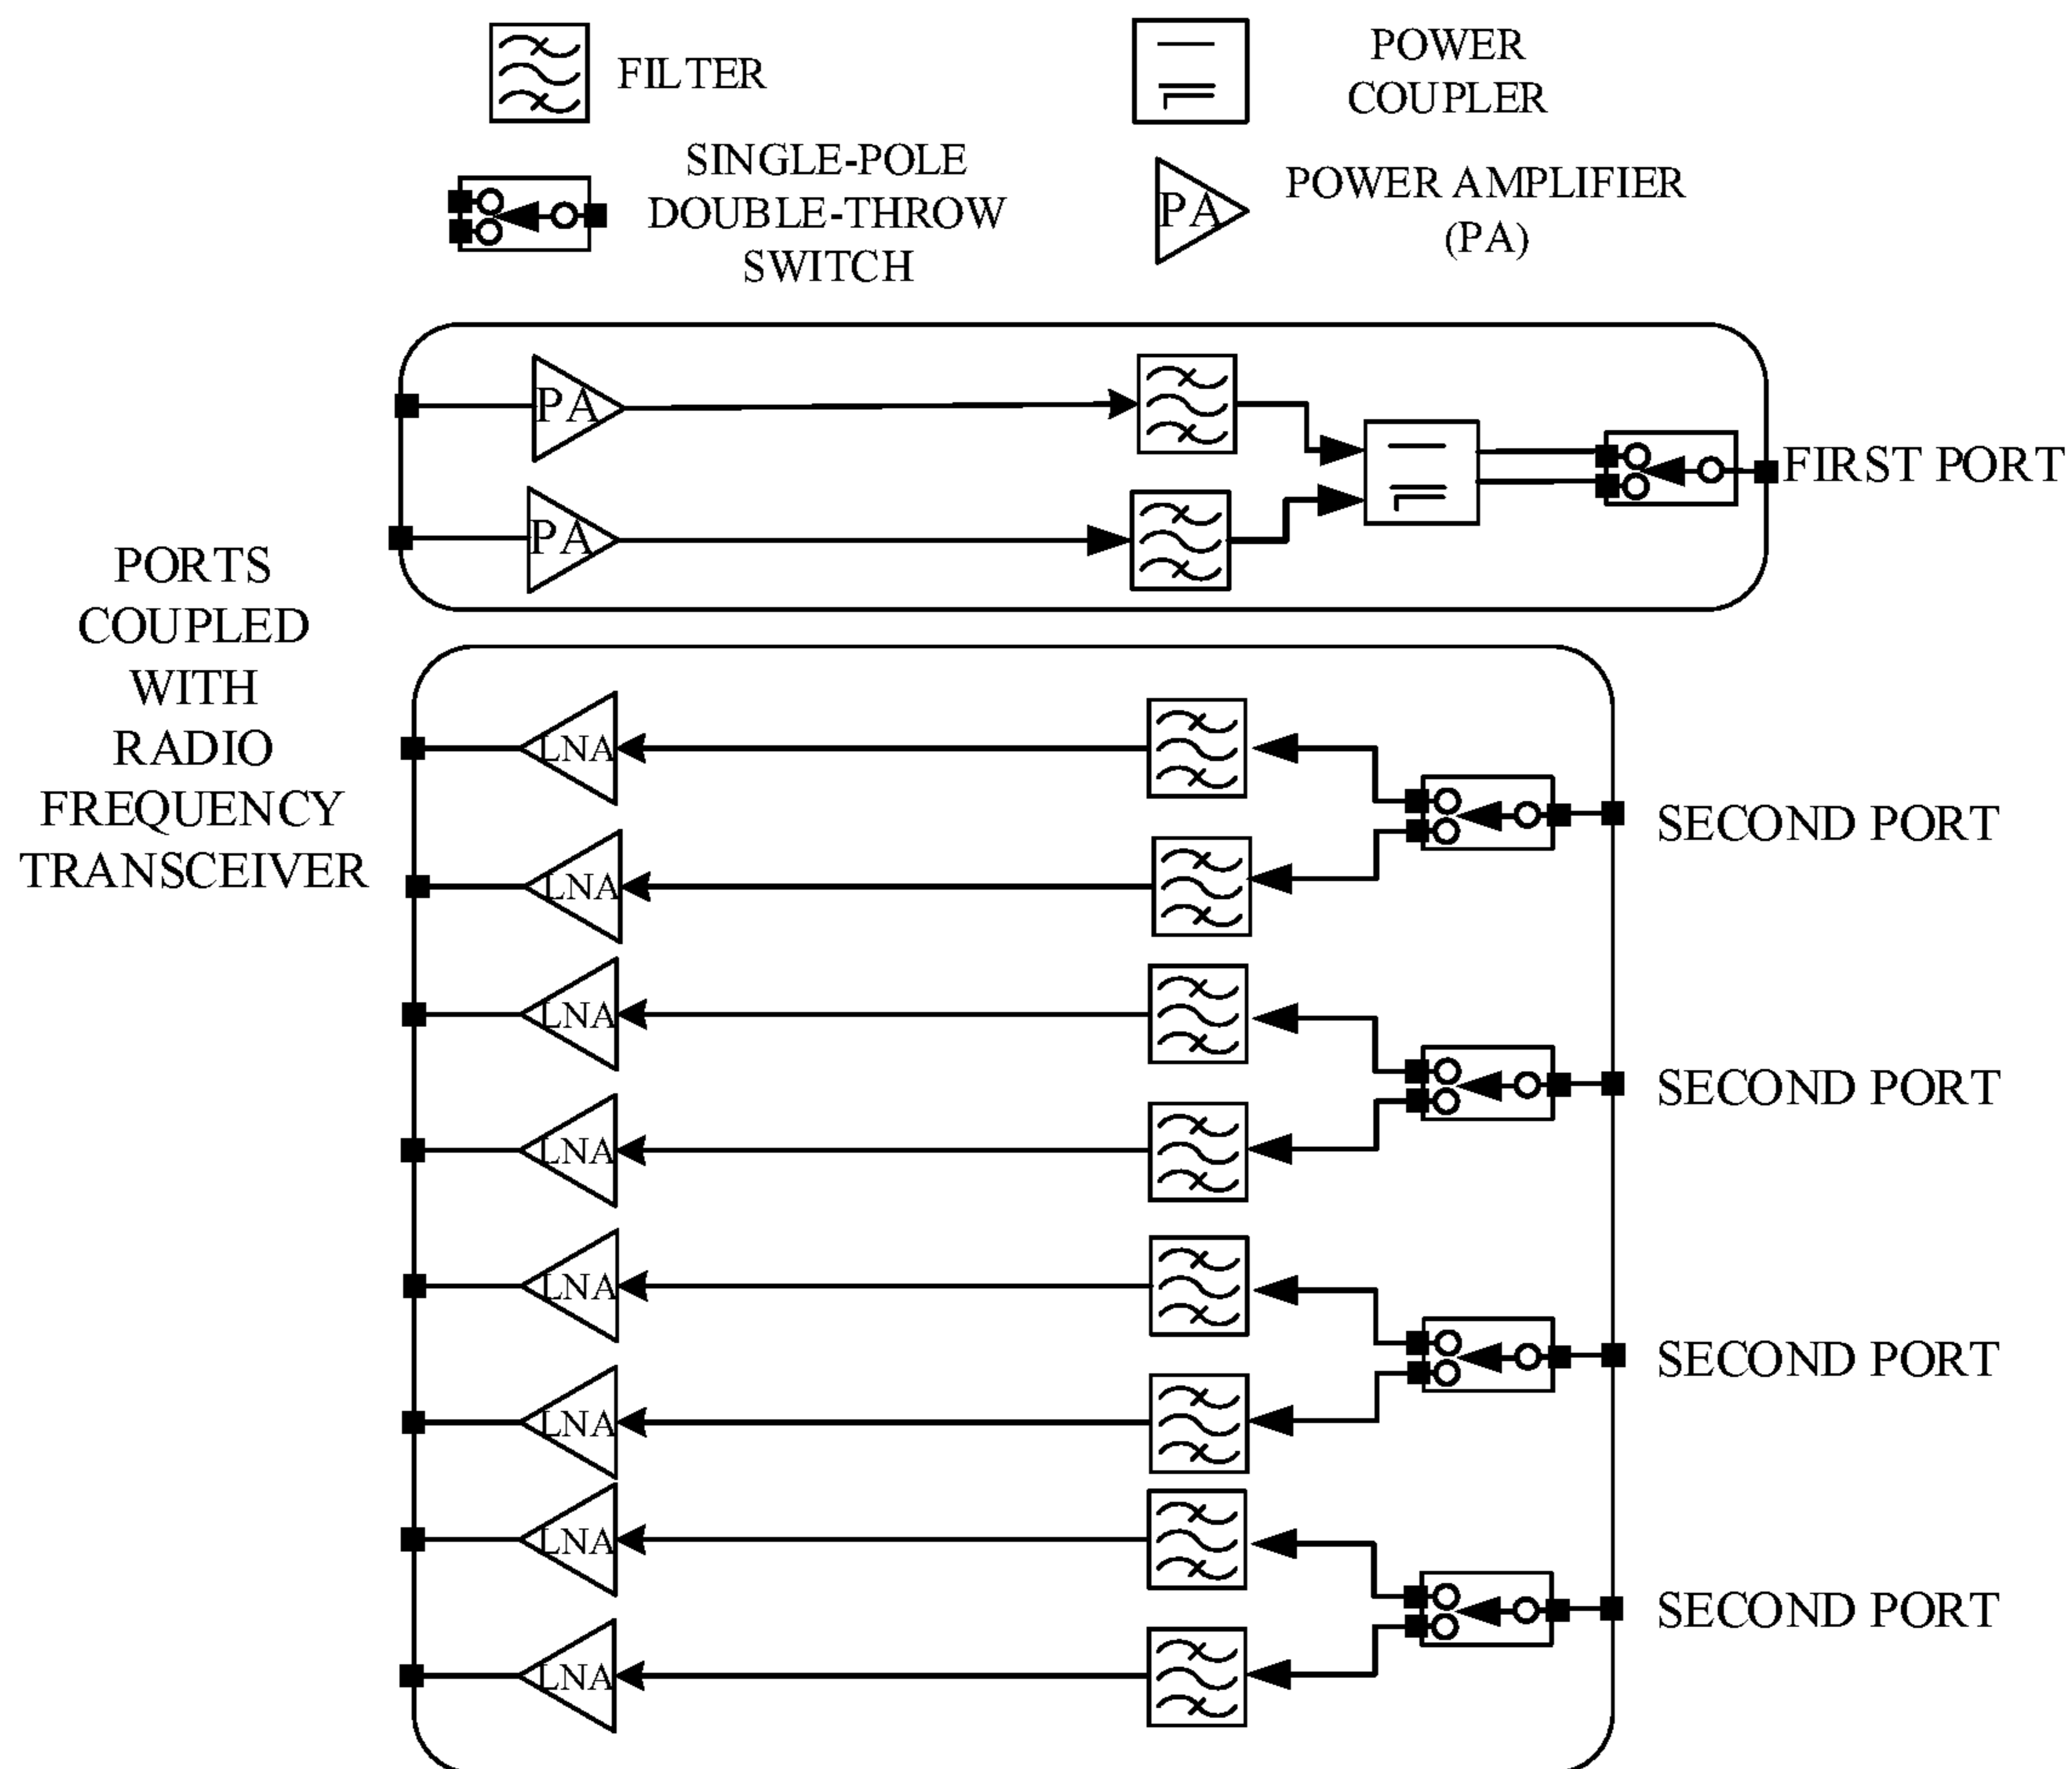 FILTER
POWER
COUPLER
SINGLE-POLE
DOUBLE-THROW
SWITCH
PA
POWER AMPLIFIER
(PA)
PA
FIRST PORT
PA
PORTS
COUPLED
WITH
RADIO
FREQUENCY
TRANSCEIVER
LNA
SECOND PORT
LNA
LNA
SECOND PORT
LNA
LNA
SECOND PORT
LNA
LNA
SECOND PORT
LNA